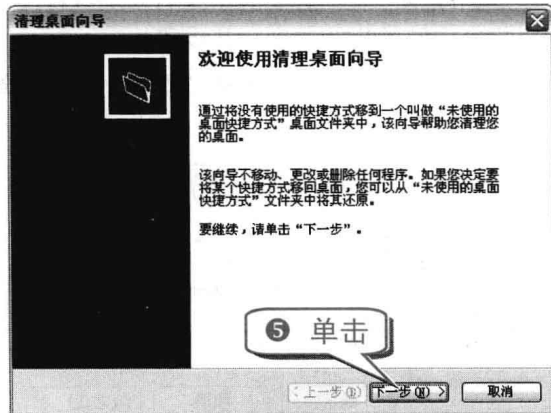 清理桌面向导
欢迎使用清理桌面向导
通过将没有使用的快捷方式移到一个叫做“未使用的
桌面快捷方式”桌面文件夹中，该向导帮助您清理您
的桌面。
该向导不移动、更改或删除任何程序。如果您决定要
将某个快捷方式移回桌面，您可以从“未使用的桌面
快捷方式”文件夹中将其还原。
要继续，请单击“下一步”。
❺ 单击
<上一步(B) 下一步(N) > 取消